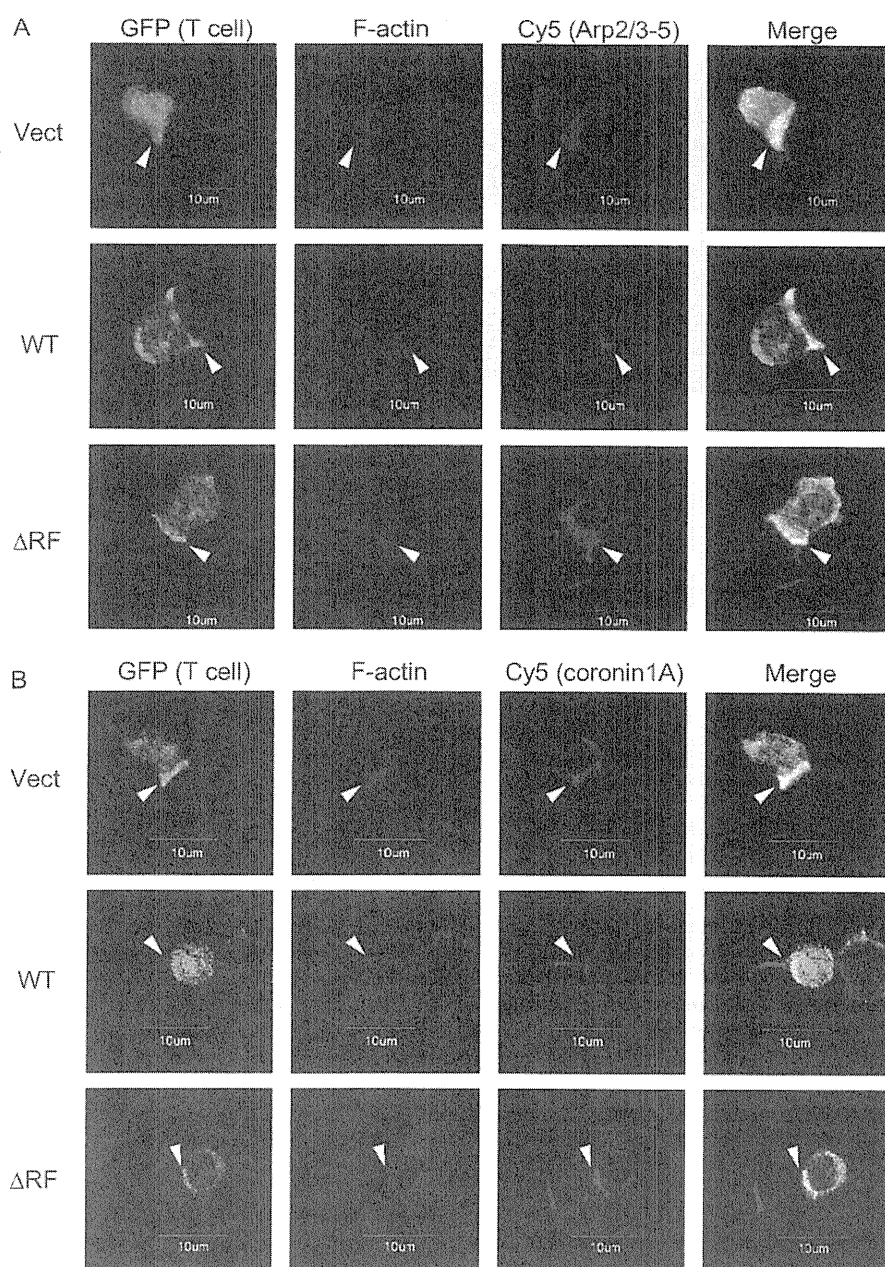 A
GFP (T cell) F-actin Cy5 (Arp2/3-5) Merge
Vect
10um 10um 10um 10um
WT
10um 10um 10um 10um
ΔRF
10um 10um 10um 10um
B
GFP (T cell) F-actin Cy5 (coronin1A) Merge
Vect
10um 10um 10um 10um
WT
10um 10um 10um 10um
ΔRF
10um 10um 10um 10um